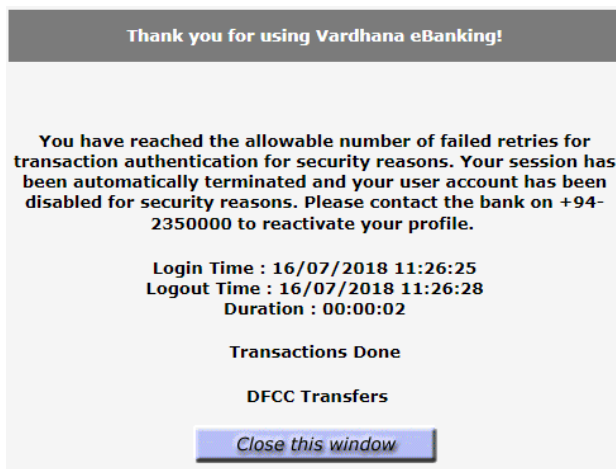 Thank you for using Vardhana eBanking!
You have reached the allowable number of failed retries for
transaction authentication for security reasons. Your session has
been automatically terminated and your user account has been
disabled for security reasons. Please contact the bank on +94-
2350000 to reactivate your profile.
Login Time : 16/07/2018 11:26:25
Logout Time : 16/07/2018 11:26:28
Duration : 00:00:02
Transactions Done
DFCC Transfers
Close this window